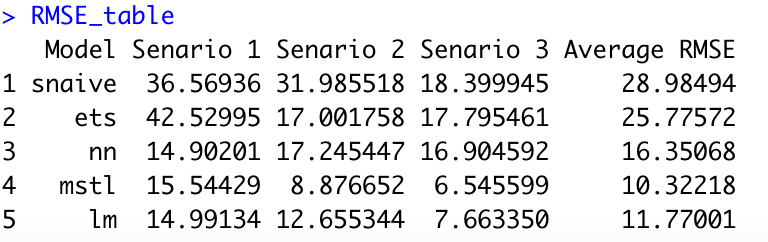 > RMSE_table
Model Senario 1 Senario 2 Senario 3 Average RMSE
1 snaive 36.56936 31.985518 18.399945 28.98494
2 ets 42.52995 17.001758 17.795461 25.77572
3 nn 14.90201 17.245447 16.904592 16.35068
4 mstl 15.54429 8.876652 6.545599 10.32218
5 lm 14.99134 12.655344 7.663350 11.77001